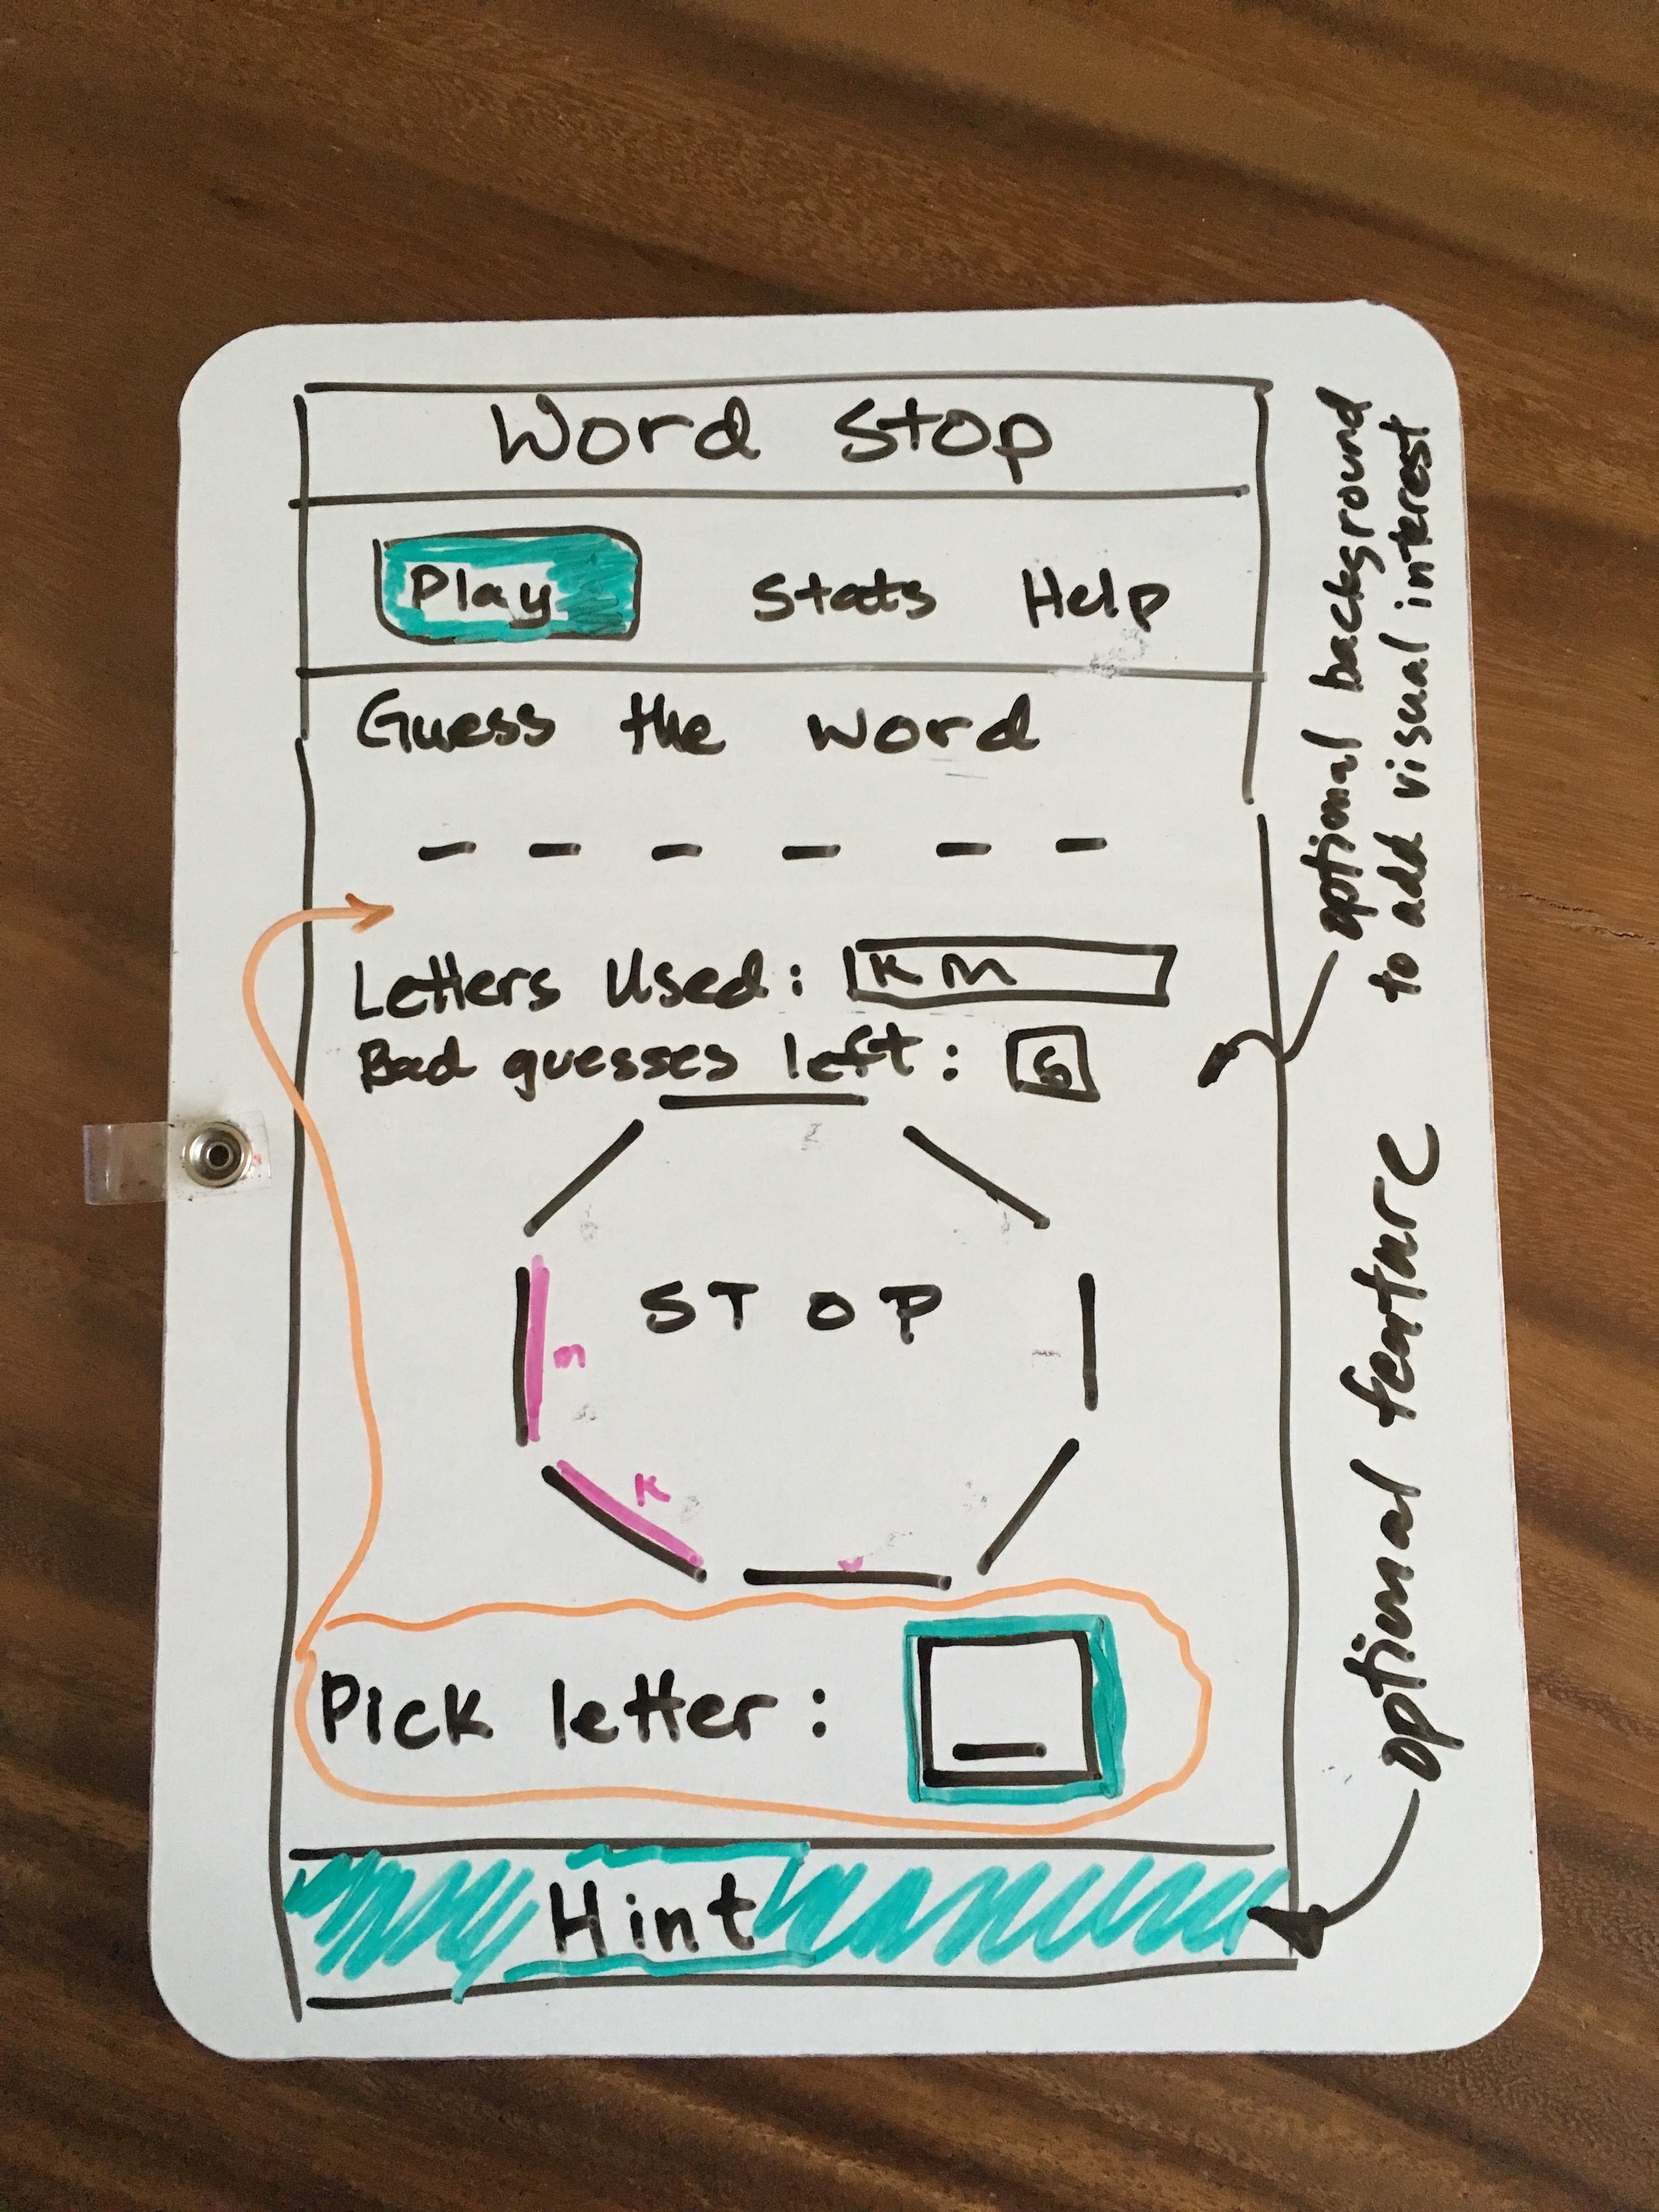 Word Stop
Play Stats Help
Guess the word
Letters Used: K M
Bad guesses left: 6
STOP
m
K
Pick letter:
Hint
optional background
to add visual interest
optional feature